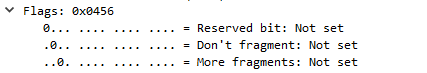 Flags: 0x0456
0... .... .... .... = Reserved bit: Not set
.0.. .... .... .... = Don't fragment: Not set
..0. .... .... .... = More fragments: Not set